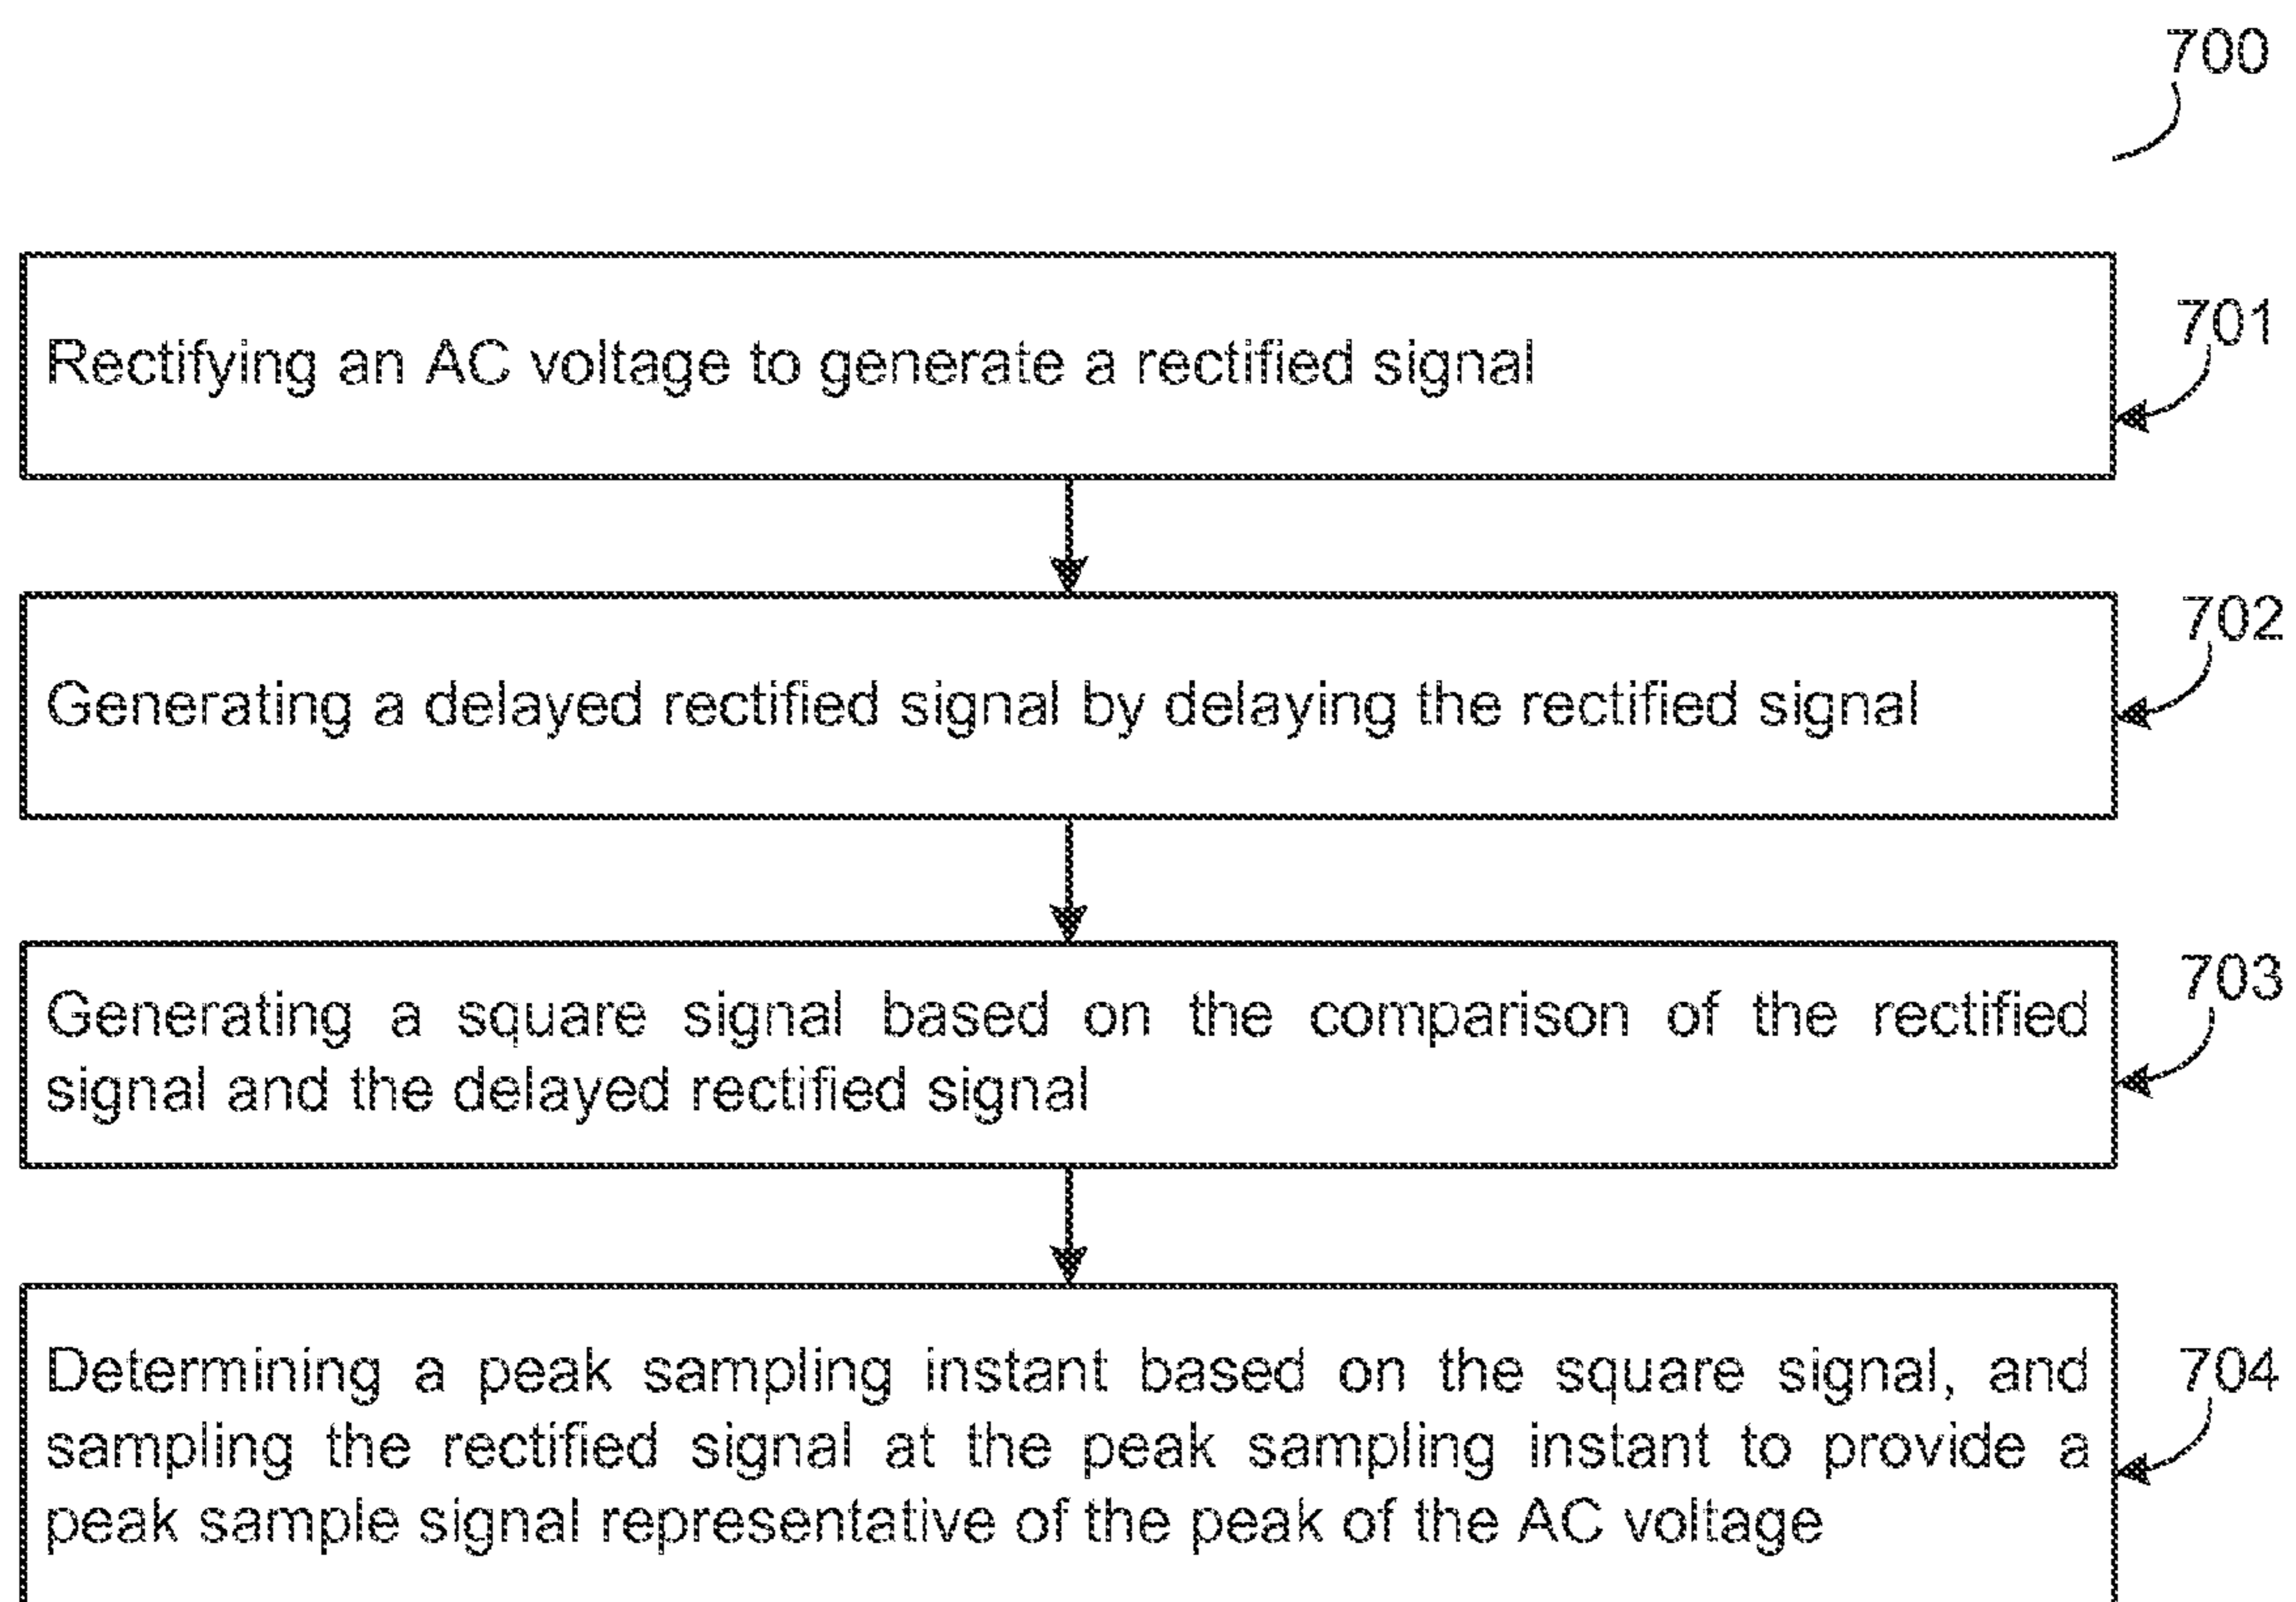 700
Rectifying an AC voltage to generate a rectified signal
701
Generating a delayed rectified signal by delaying the rectified signal
702
Generating a square signal based on the comparison of the rectified
signal and the delayed rectified signal
703
Determining a peak sampling instant based on the square signal, and
sampling the rectified signal at the peak sampling instant to provide a
peak sample signal representative of the peak of the AC voltage
704